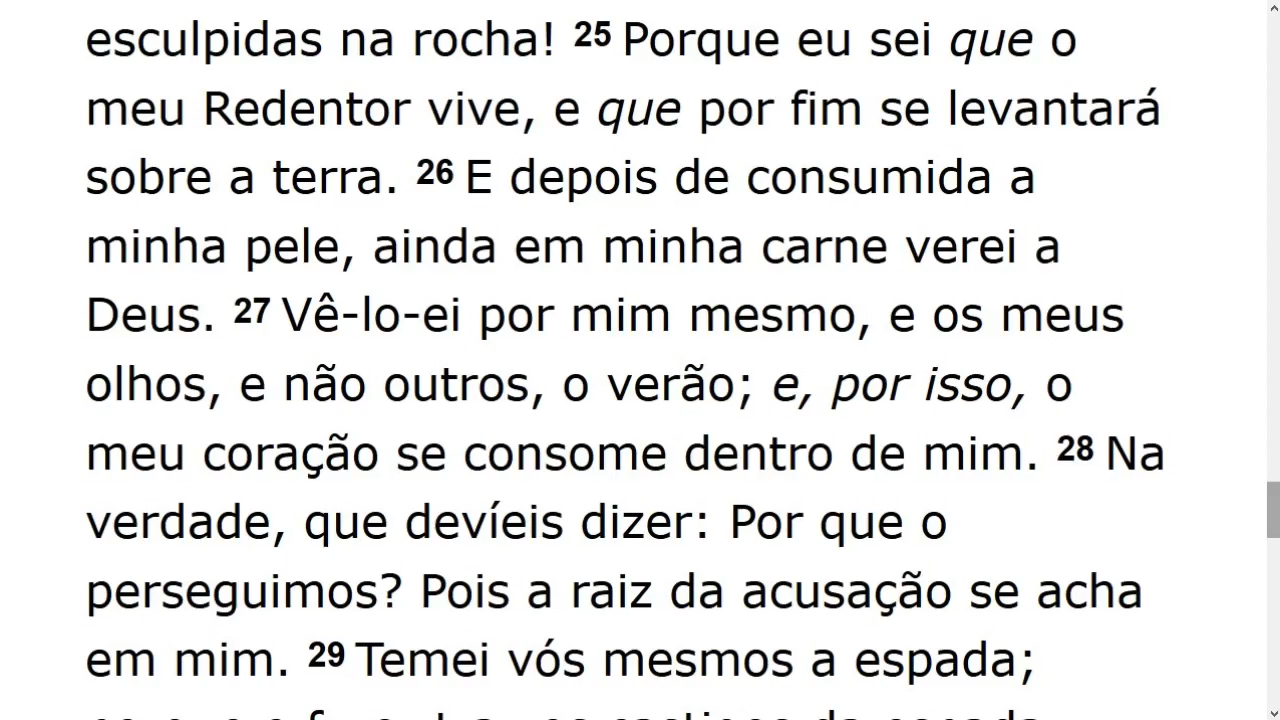 esculpidas na rocha! 25 Porque eu sei que o
meu Redentor vive, e que por fim se levantará
sobre a terra. 26 E depois de consumida a
minha pele, ainda em minha carne verei a
Deus. 27 Vê-lo-ei por mim mesmo, e os meus
olhos, e não outros, o verão; e, por isso, o
meu coração se consome dentro de mim. 28 Na
verdade, que devíeis dizer: Por que o
perseguimos? Pois a raiz da acusação se acha
em mim. 29 Temei vós mesmos a espada;